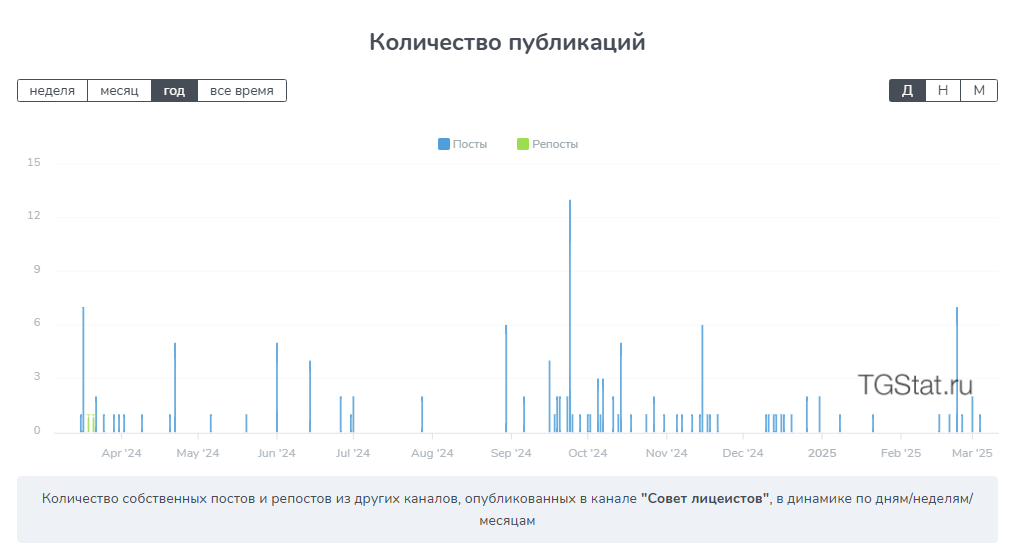 Количество публикаций
неделя месяц год все время
Д Н М
Посты Репосты
15
12
9
6
3
0
TGStat.ru
Apr '24 May '24 Jun '24 Jul '24 Aug '24 Sep '24 Oct '24 Nov '24 Dec '24 2025 Feb '25 Mar '25
Количество собственных постов и репостов из других каналов, опубликованных в канале "Совет лицеистов", в динамике по дням/неделям/
месяцам